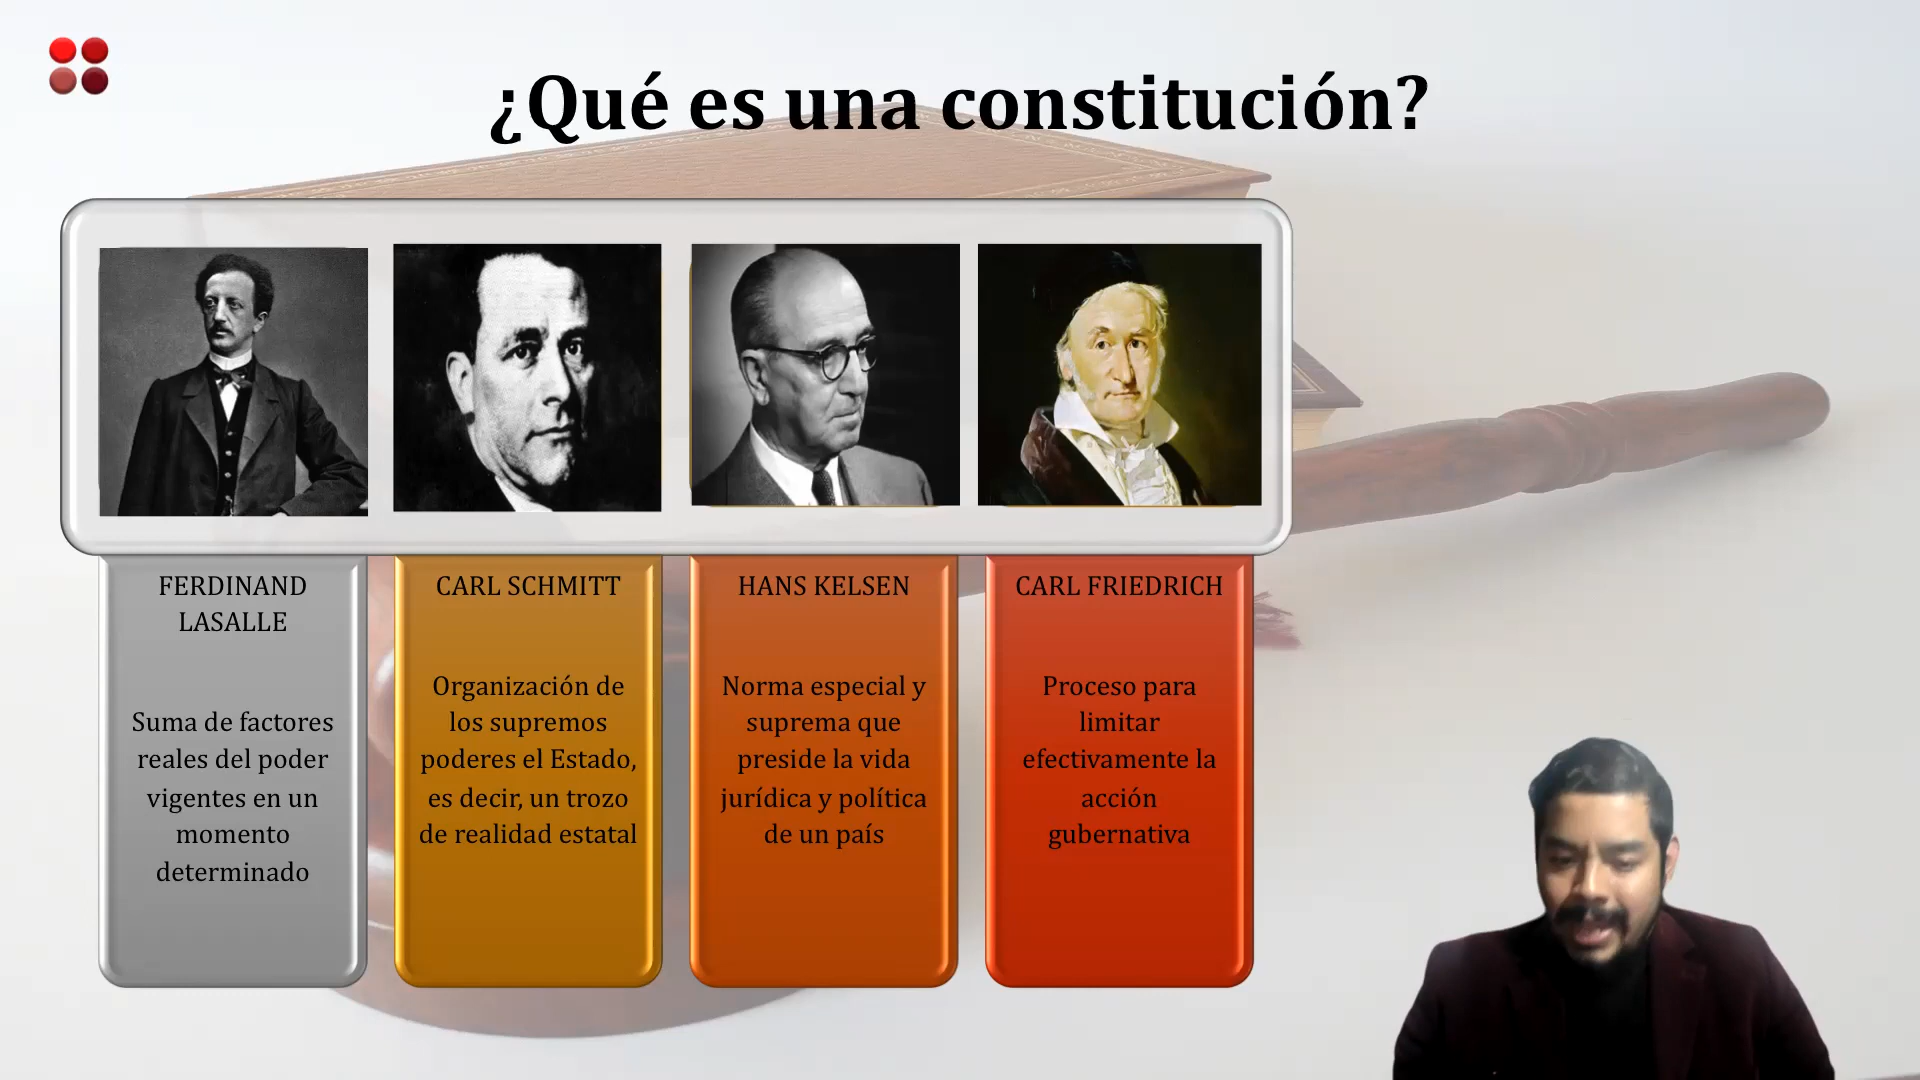 ¿Qué es una constitución?
FERDINAND
LASALLE
Suma de factores
reales del poder
vigentes en un
momento
determinado
CARL SCHMITT
Organización de
los supremos
poderes el Estado,
es decir, un trozo
de realidad estatal
HANS KELSEN
Norma especial y
suprema que
preside la vida
jurídica y política
de un país
CARL FRIEDRICH
Proceso para
limitar
efectivamente la
acción
gubernativa